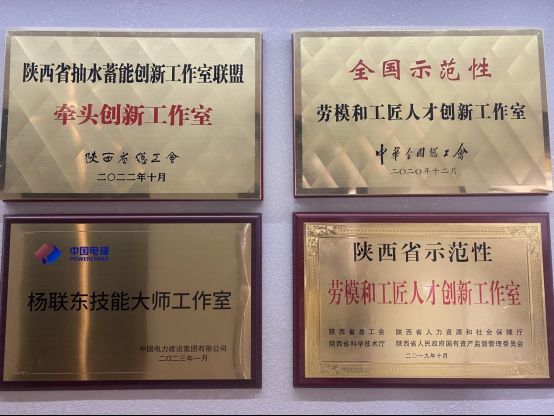 陕西省抽水蓄能创新工作室联盟
牵头创新工作室
陕西省总工會
二〇二二年十月
全国示范性
劳模和工匠人才创新工作室
中华全国总工会
二〇二〇年十二月
中国电建
POWERCHINA
杨联东技能大师工作室
中国电力建设集团有限公司
二〇二三年一月
陕西省示范性
劳模和工匠人才创新工作室
陕西省总工会 陕西省人力资源和社会保障厅
陕西省科学技术厅 陕西省人民政府国有资产监督管理委员会
二〇一九年十月